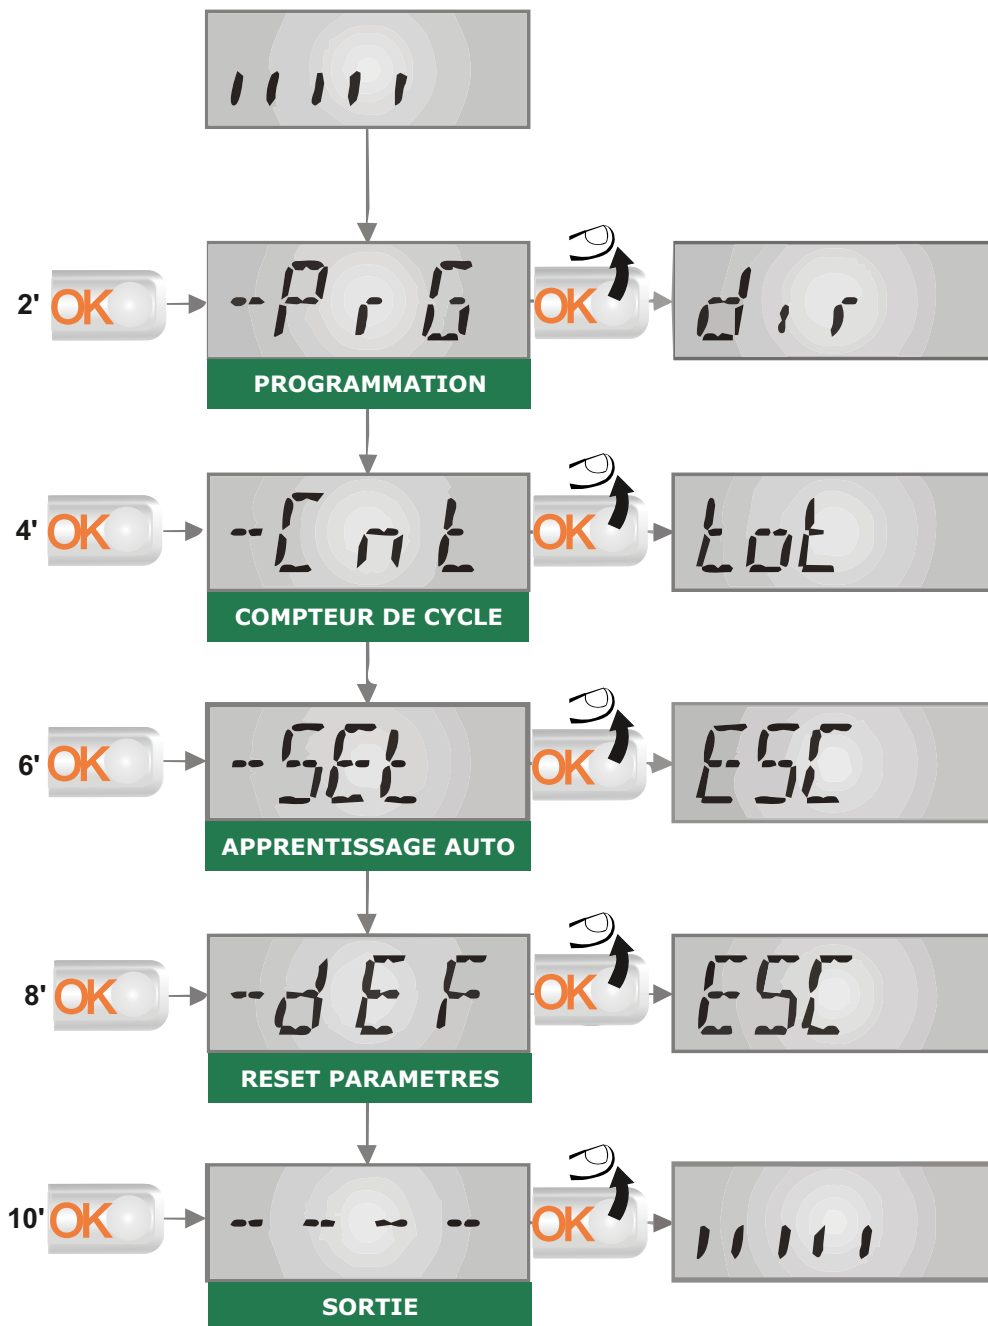 2' OK -PrG OK dir
PROGRAMMATION
4' OK -Cnt OK tot
COMPTEUR DE CYCLE
6' OK -SEt OK ESC
APPRENTISSAGE AUTO
8' OK -dEF OK ESC
RESET PARAMETRES
10' OK - - - - OK
SORTIE